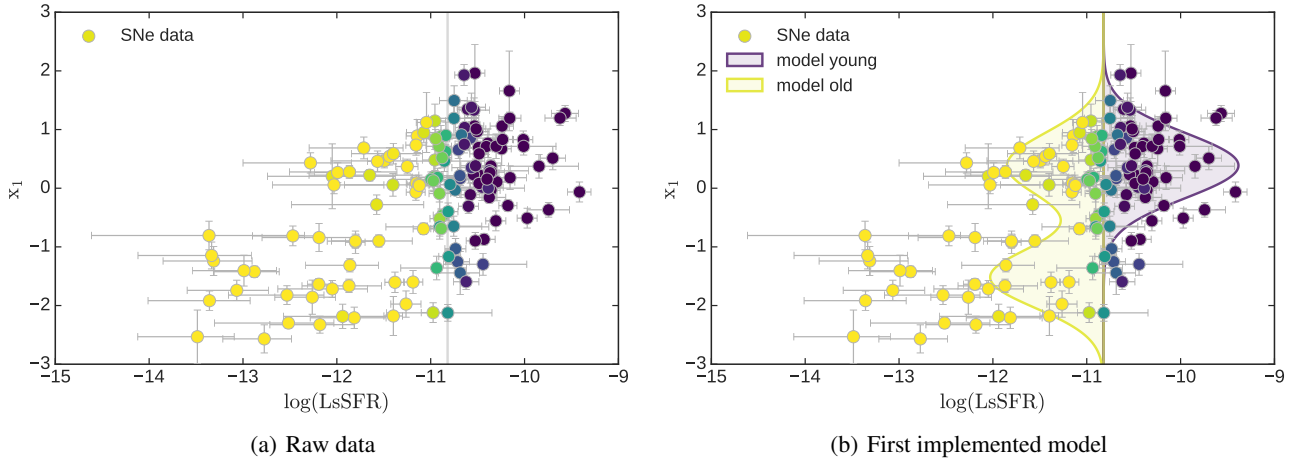 SNe data
3
2
1
0
−1
−2
−3
x1
−15 −14 −13 −12 −11 −10 −9
log(LsSFR)
(a) Raw data
SNe data
model young
model old
3
2
1
0
−1
−2
−3
x1
−15 −14 −13 −12 −11 −10 −9
log(LsSFR)
(b) First implemented model